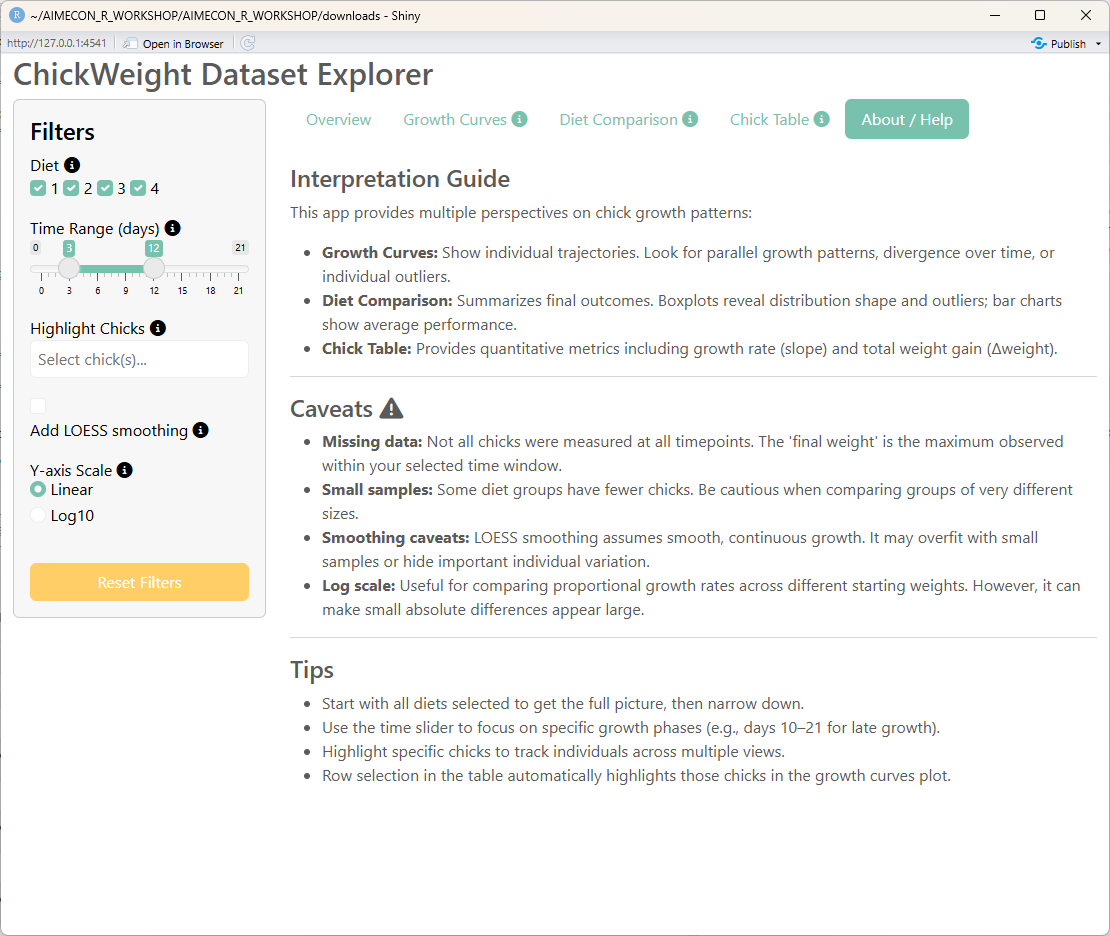 ~/AIMECON_R_WORKSHOP/AIMECON_R_WORKSHOP/downloads - Shiny
http://127.0.0.1:4541 Open in Browser Publish
ChickWeight Dataset Explorer
Filters
Diet
1 2 3 4
Time Range (days)
0 3 12 21
0 3 6 9 12 15 18 21
Highlight Chicks
Select chick(s)...
Add LOESS smoothing
Y-axis Scale
Linear
Log10
Reset Filters
Overview Growth Curves Diet Comparison Chick Table About / Help
Interpretation Guide
This app provides multiple perspectives on chick growth patterns:
• Growth Curves: Show individual trajectories. Look for parallel growth patterns, divergence over time, or
individual outliers.
• Diet Comparison: Summarizes final outcomes. Boxplots reveal distribution shape and outliers; bar charts
show average performance.
• Chick Table: Provides quantitative metrics including growth rate (slope) and total weight gain (Δweight).
Caveats
• Missing data: Not all chicks were measured at all timepoints. The 'final weight' is the maximum observed
within your selected time window.
• Small samples: Some diet groups have fewer chicks. Be cautious when comparing groups of very different
sizes.
• Smoothing caveats: LOESS smoothing assumes smooth, continuous growth. It may overfit with small
samples or hide important individual variation.
• Log scale: Useful for comparing proportional growth rates across different starting weights. However, it can
make small absolute differences appear large.
Tips
• Start with all diets selected to get the full picture, then narrow down.
• Use the time slider to focus on specific growth phases (e.g., days 10–21 for late growth).
• Highlight specific chicks to track individuals across multiple views.
• Row selection in the table automatically highlights those chicks in the growth curves plot.